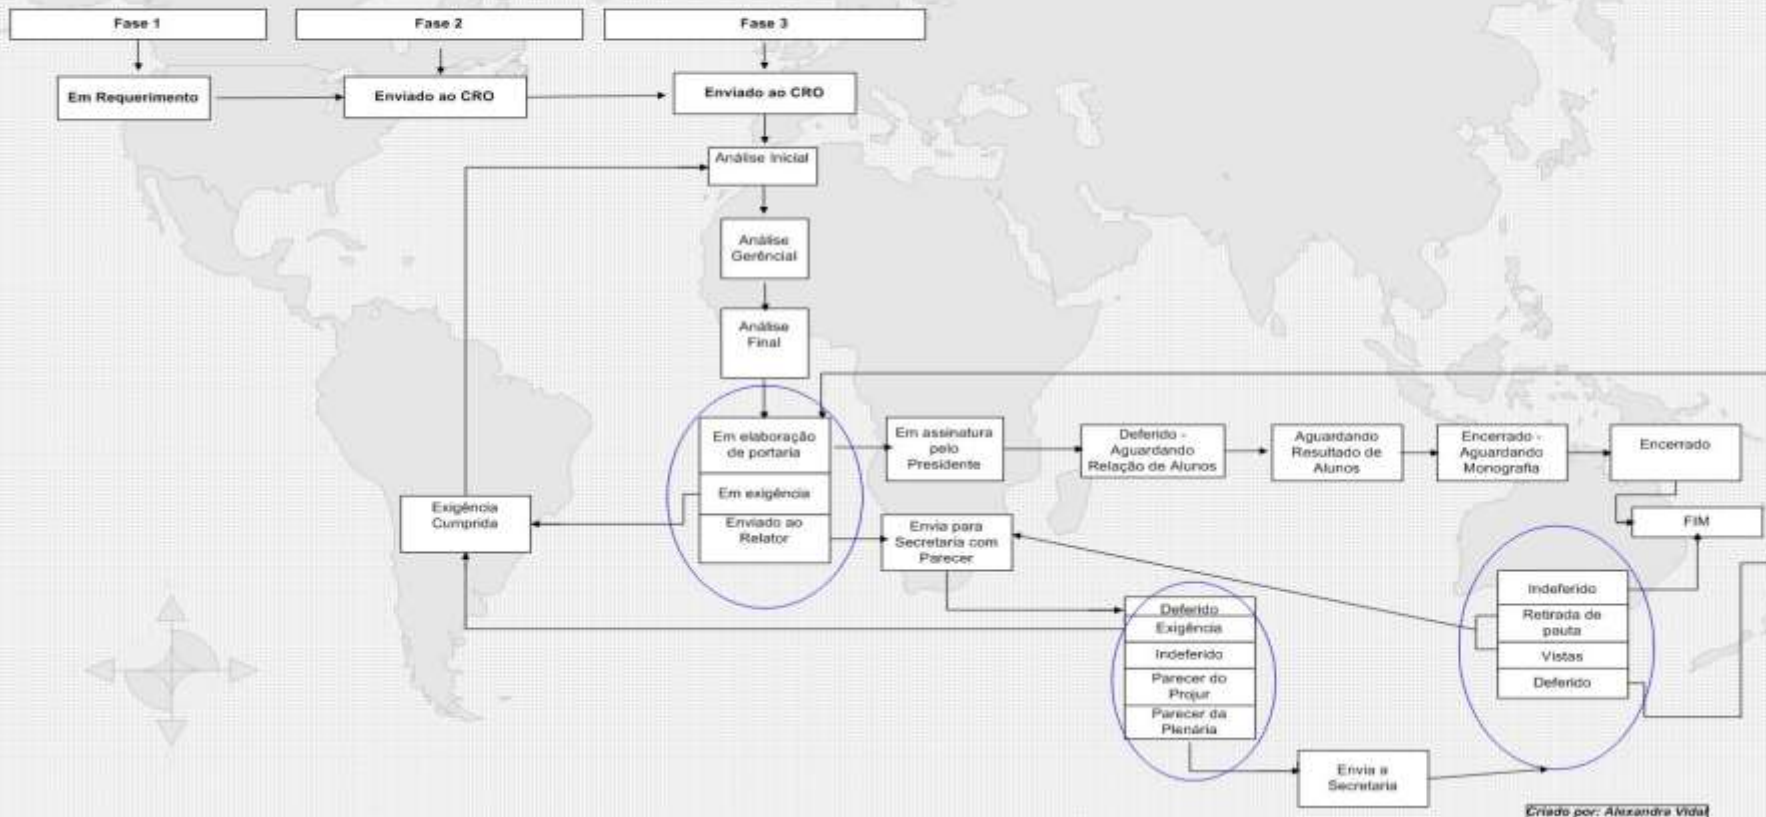 Fase 1
Fase 2
Fase 3
Em Requerimento
Enviado ao CRO
Enviado ao CRO
Análise Inicial
Análise
Gerêncial
Análise
Final
Em elaboração
de portaria
Em assinatura
pelo
Presidente
Deferido -
Aguardando
Relação de Alunos
Aguardando
Resultado de
Alunos
Encerrado -
Aguardando
Monografia
Encerrado
Em exigência
Exigência
Cumprida
Enviado ao
Relator
Envia para
Secretaria com
Parecer
FIM
Deferido
Exigência
Indeferido
Parecer do
Projur
Parecer da
Plenária
Indeferido
Retirada de
pauta
Vistas
Deferido
Envia a
Secretaria
Criado por: Alexandra Vidal